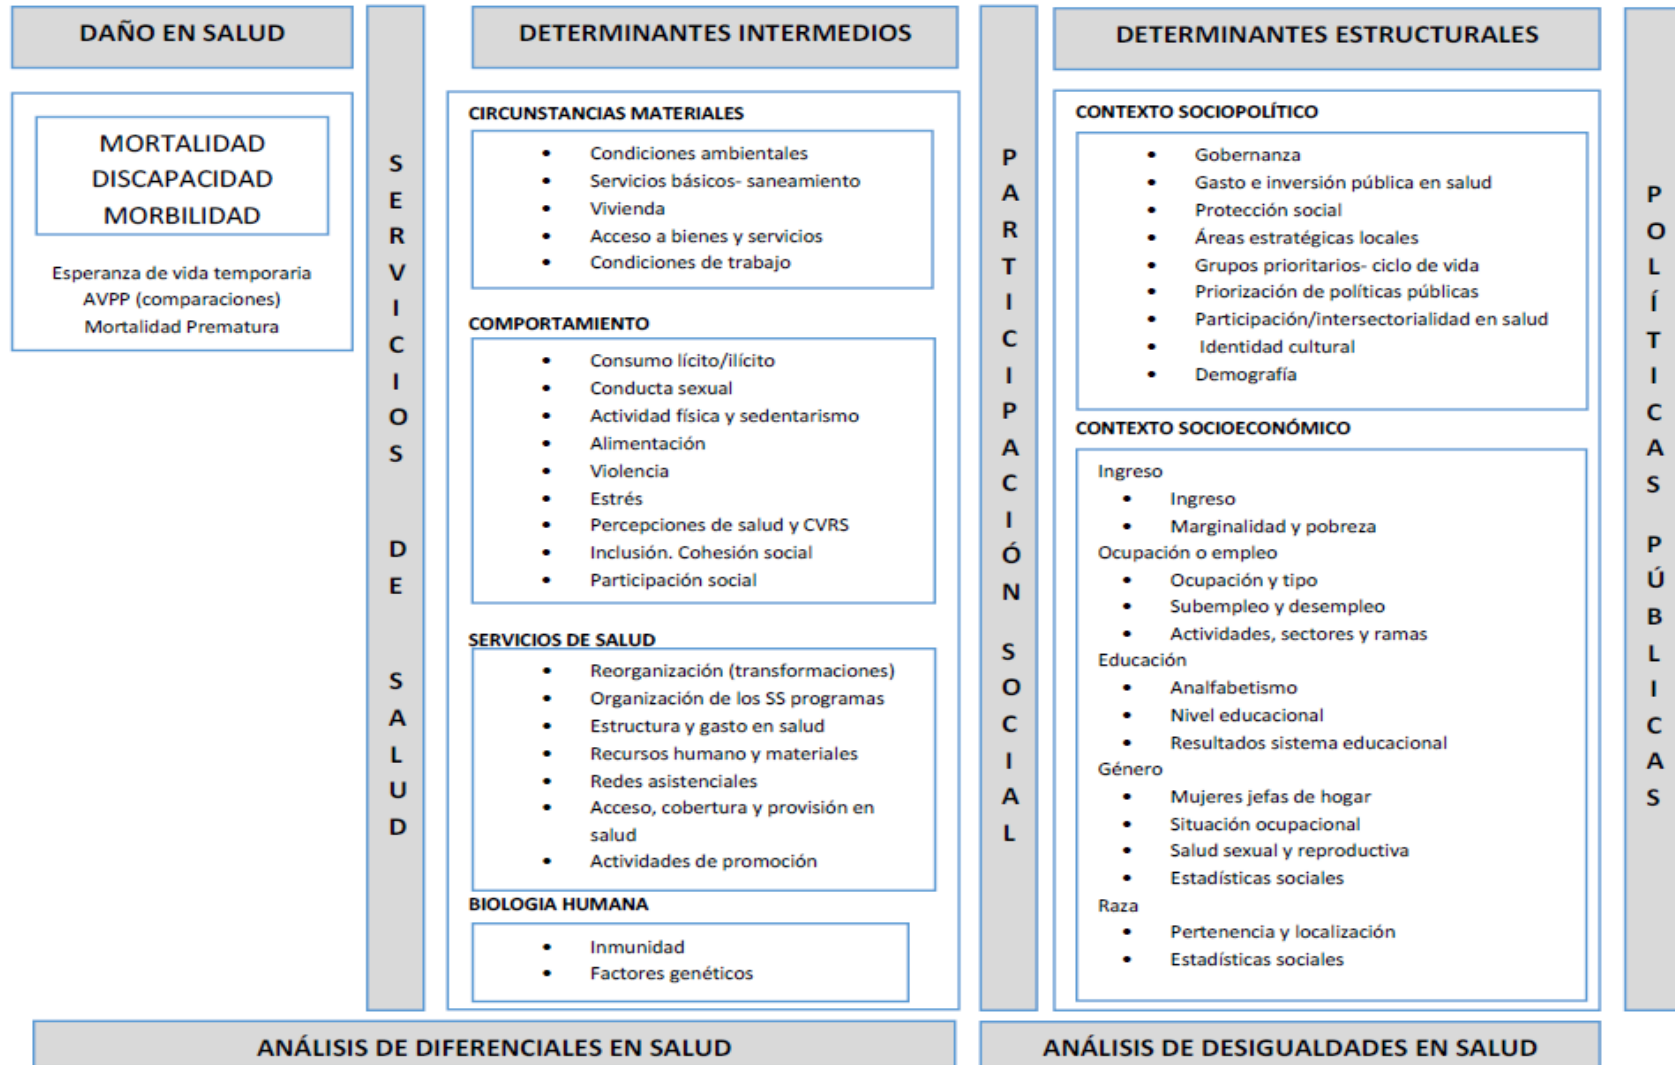 DAÑO EN SALUD
MORTALIDAD
DISCAPACIDAD
MORBILIDAD
Esperanza de vida temporaria
AVPP (comparaciones)
Mortalidad Prematura
SERVICIOS DE SALUD
DETERMINANTES INTERMEDIOS
CIRCUNSTANCIAS MATERIALES
• Condiciones ambientales
• Servicios básicos- saneamiento
• Vivienda
• Acceso a bienes y servicios
• Condiciones de trabajo
COMPORTAMIENTO
• Consumo lícito/ilícito
• Conducta sexual
• Actividad física y sedentarismo
• Alimentación
• Violencia
• Estrés
• Percepciones de salud y CVRS
• Inclusión. Cohesión social
• Participación social
SERVICIOS DE SALUD
• Reorganización (transformaciones)
• Organización de los SS programas
• Estructura y gasto en salud
• Recursos humano y materiales
• Redes asistenciales
• Acceso, cobertura y provisión en
salud
• Actividades de promoción
BIOLOGIA HUMANA
• Inmunidad
• Factores genéticos
PARTICIPACIÓN SOCIAL
DETERMINANTES ESTRUCTURALES
CONTEXTO SOCIOPOLÍTICO
• Gobernanza
• Gasto e inversión pública en salud
• Protección social
• Áreas estratégicas locales
• Grupos prioritarios- ciclo de vida
• Priorización de políticas públicas
• Participación/intersectorialidad en salud
• Identidad cultural
• Demografía
CONTEXTO SOCIOECONÓMICO
Ingreso
• Ingreso
• Marginalidad y pobreza
Ocupación o empleo
• Ocupación y tipo
• Subempleo y desempleo
• Actividades, sectores y ramas
Educación
• Analfabetismo
• Nivel educacional
• Resultados sistema educacional
Género
• Mujeres jefas de hogar
• Situación ocupacional
• Salud sexual y reproductiva
• Estadísticas sociales
Raza
• Pertenencia y localización
• Estadísticas sociales
POLÍTICAS PÚBLICAS
ANÁLISIS DE DIFERENCIALES EN SALUD
ANÁLISIS DE DESIGUALDADES EN SALUD